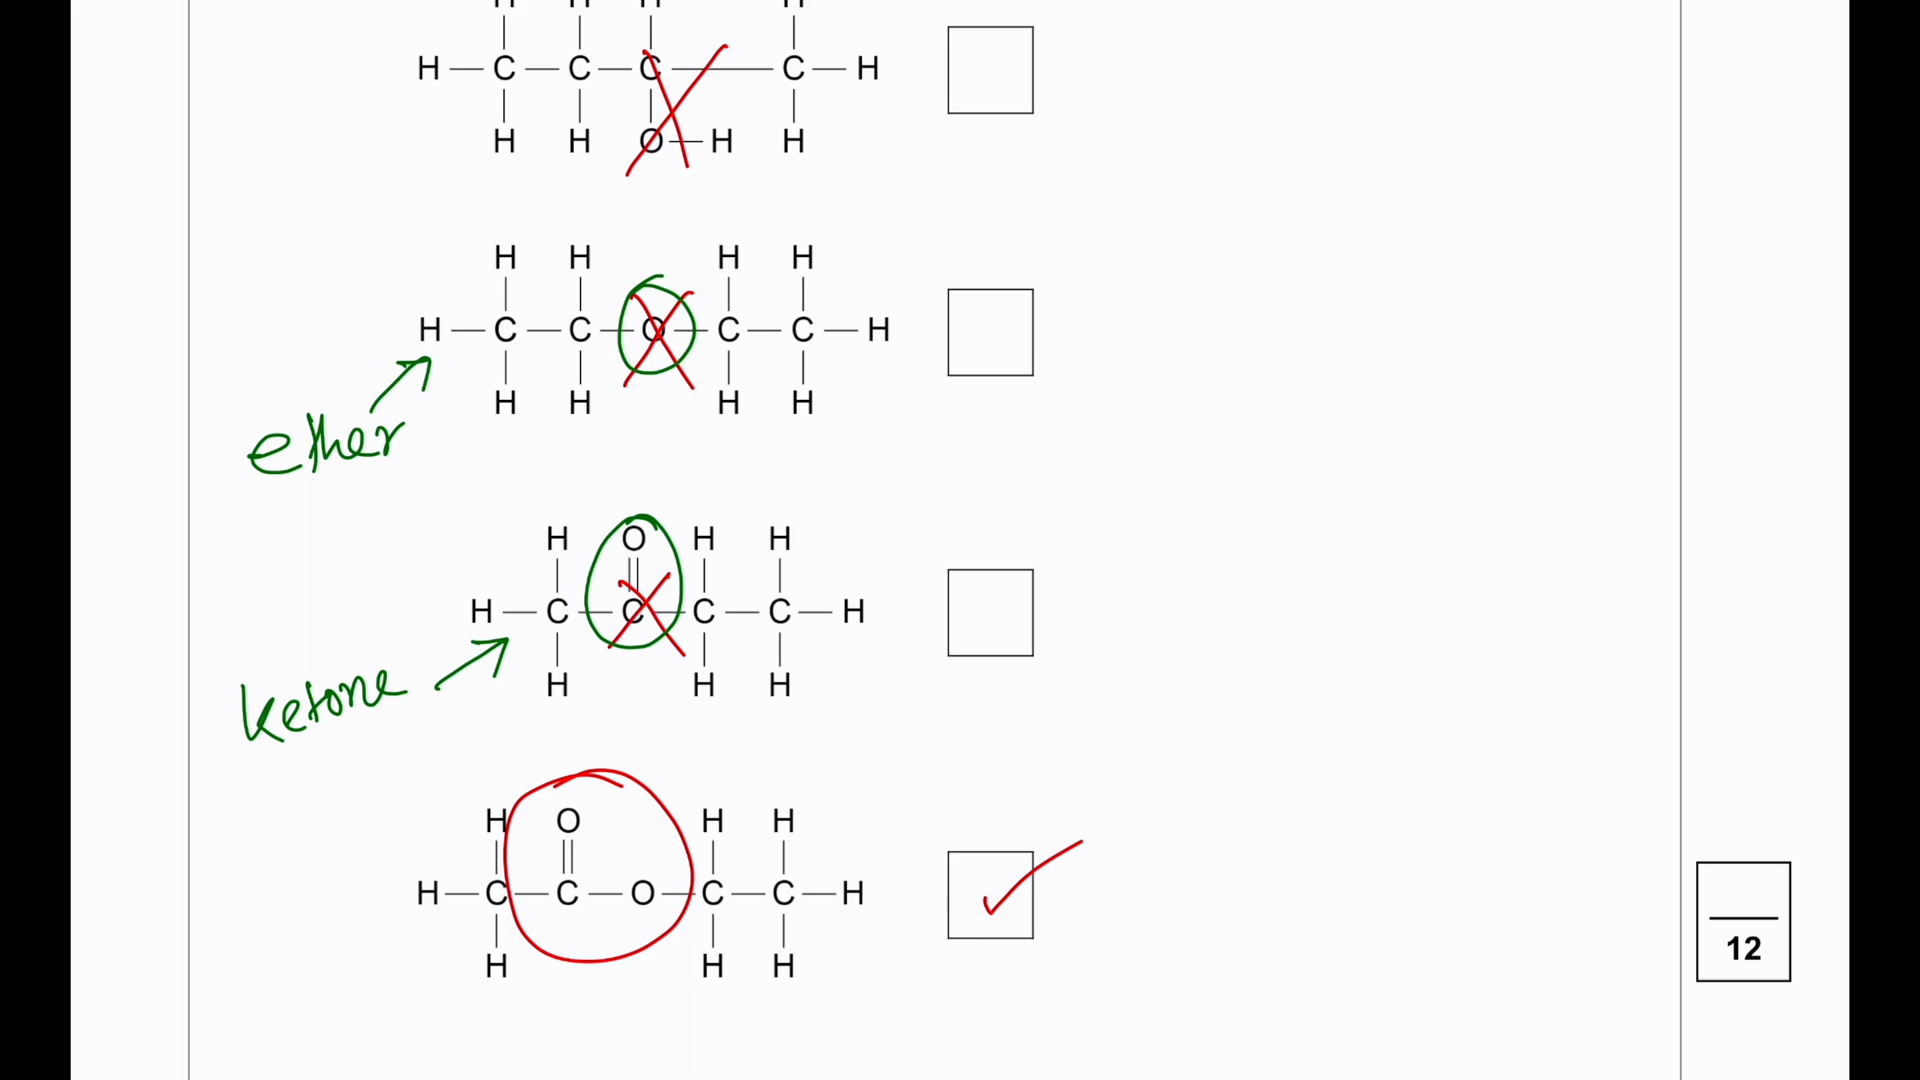 H H H H
H — C — C — C — C — H
H H O — H H
H H H H
H — C — C — O — C — C — H
H H H H
ether
H O H H
H — C — C — C — C — H
H H H
ketone
H O H H
H — C — C — O — C — C — H
H H H
12